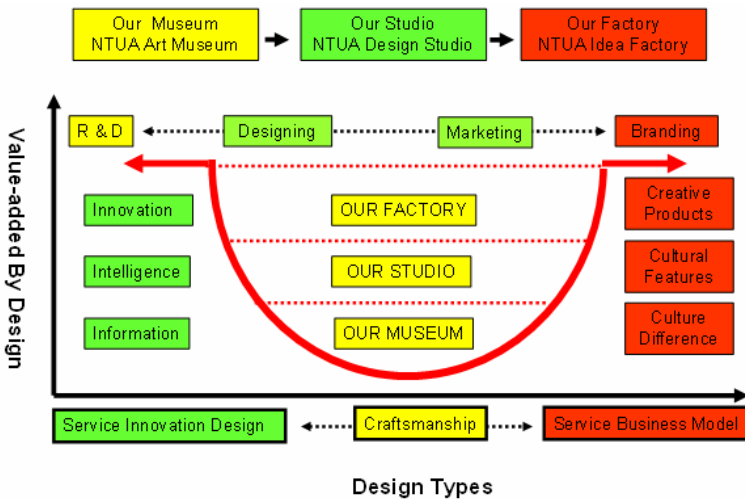 Our Museum
NTUA Art Museum
Our Studio
NTUA Design Studio
Our Factory
NTUA Idea Factory
Value-added By Design
R & D
Designing
Marketing
Branding
Innovation
OUR FACTORY
Creative
Products
Intelligence
OUR STUDIO
Cultural
Features
Information
OUR MUSEUM
Culture
Difference
Service Innovation Design
Craftsmanship
Service Business Model
Design Types